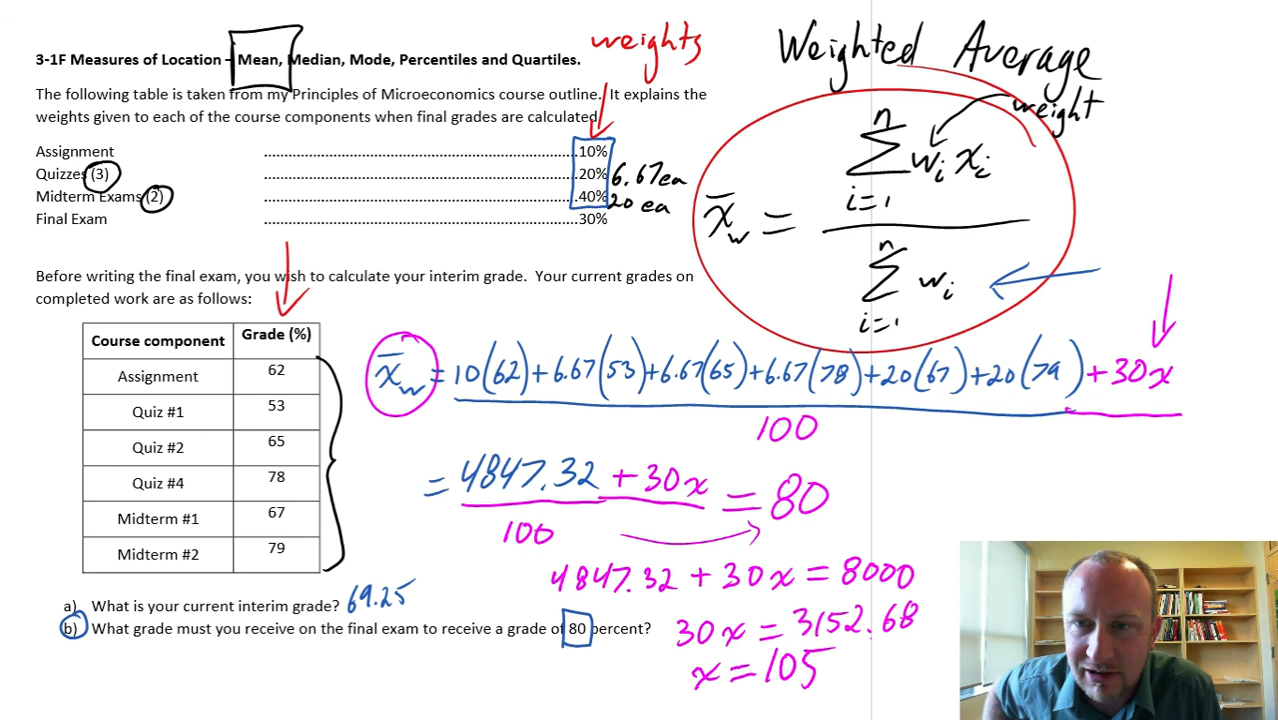 3-1F Measures of Location – Mean, Median, Mode, Percentiles and Quartiles.
weights
Weighted Average
The following table is taken from my Principles of Microeconomics course outline. It explains the
weights given to each of the course components when final grades are calculated
weight
Assignment ................................................................................10%
Quizzes (3) ................................................................................20% 6.67ea
Midterm Exams (2) ................................................................................40% 20 ea
Final Exam ................................................................................30%
x̄w = n Σ i=1 wi xi / n Σ i=1 wi
Before writing the final exam, you wish to calculate your interim grade. Your current grades on
completed work are as follows:
Course component Grade (%)
Assignment 62
Quiz #1 53
Quiz #2 65
Quiz #4 78
Midterm #1 67
Midterm #2 79
x̄w = 10(62)+6.67(53)+6.67(65)+6.67(78)+20(67)+20(79)+30x
100
= 4847.32 + 30x = 80
100
4847.32 + 30x = 8000
30x = 3152.68
x = 105
a) What is your current interim grade? 69.25
b) What grade must you receive on the final exam to receive a grade of 80 percent?